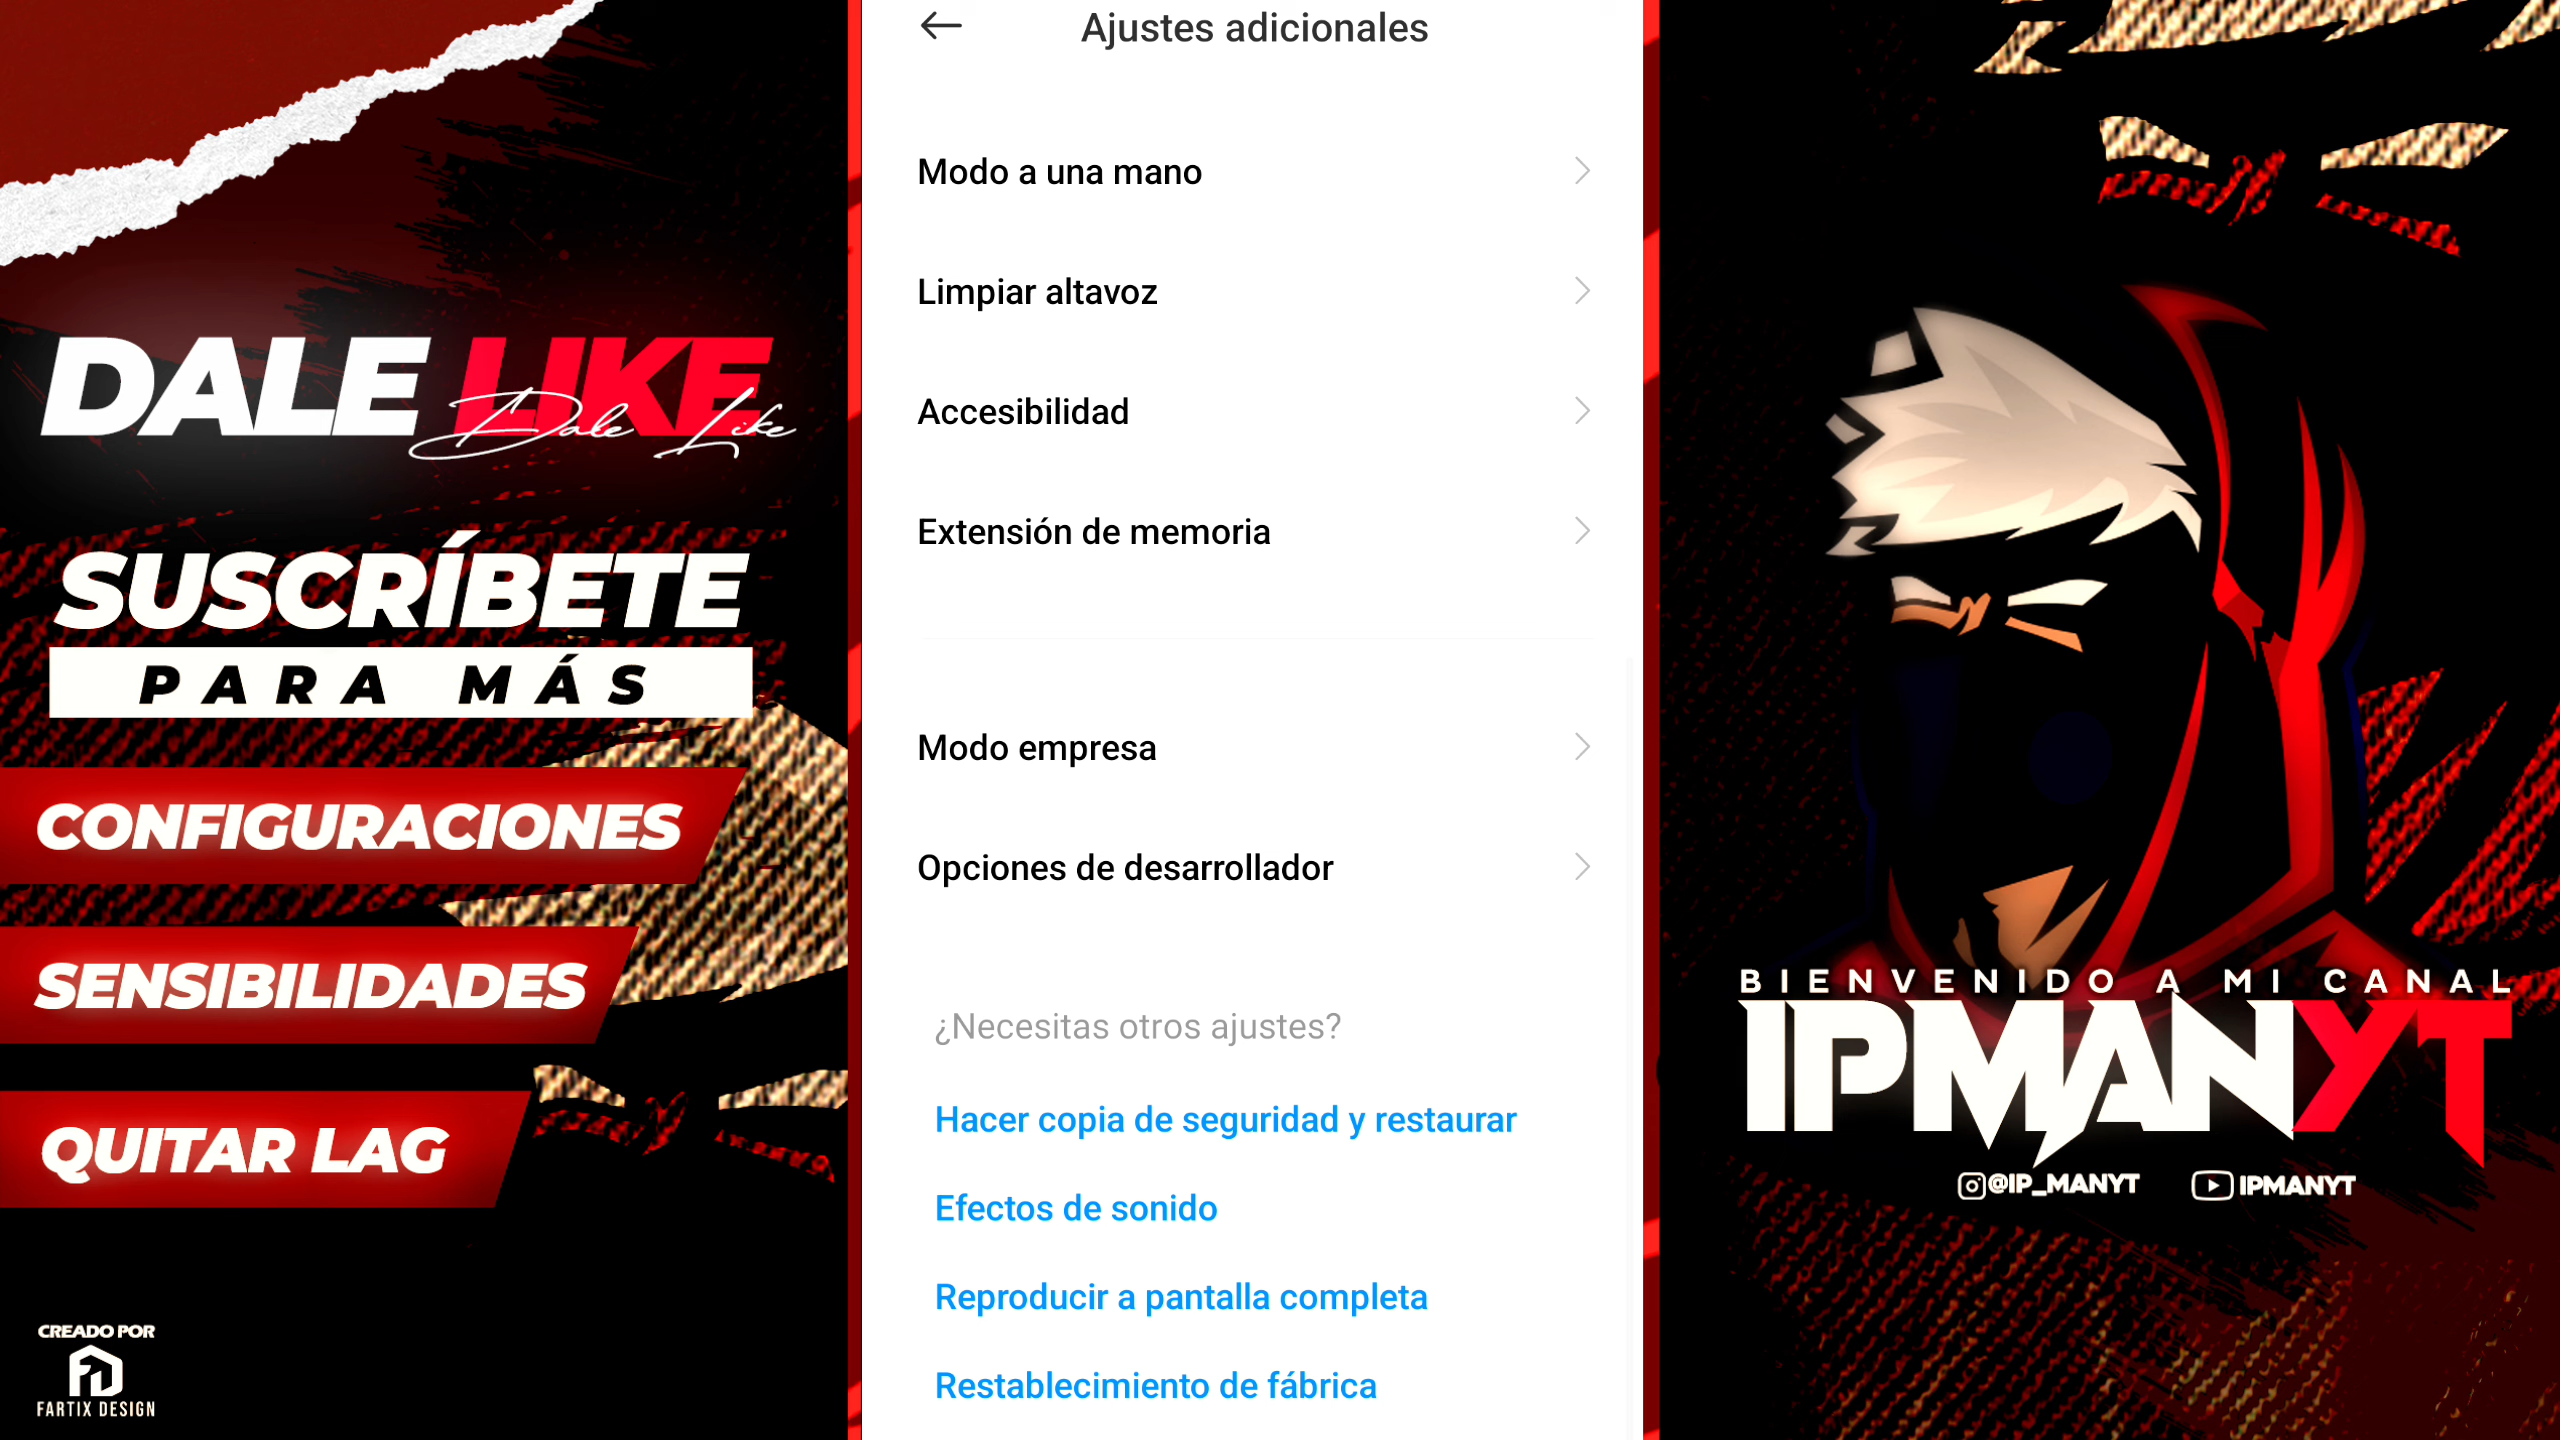 DALE LIKE
Dale Like
SUSCRÍBETE
PARA MÁS
CONFIGURACIONES
SENSIBILIDADES
QUITAR LAG
CREADO POR
FARTIX DESIGN
Ajustes adicionales
Modo a una mano
Limpiar altavoz
Accesibilidad
Extensión de memoria
Modo empresa
Opciones de desarrollador
¿Necesitas otros ajustes?
Hacer copia de seguridad y restaurar
Efectos de sonido
Reproducir a pantalla completa
Restablecimiento de fábrica
BIENVENIDO A MI CANAL
IPMANYT
@IP_MANYT IPMANYT